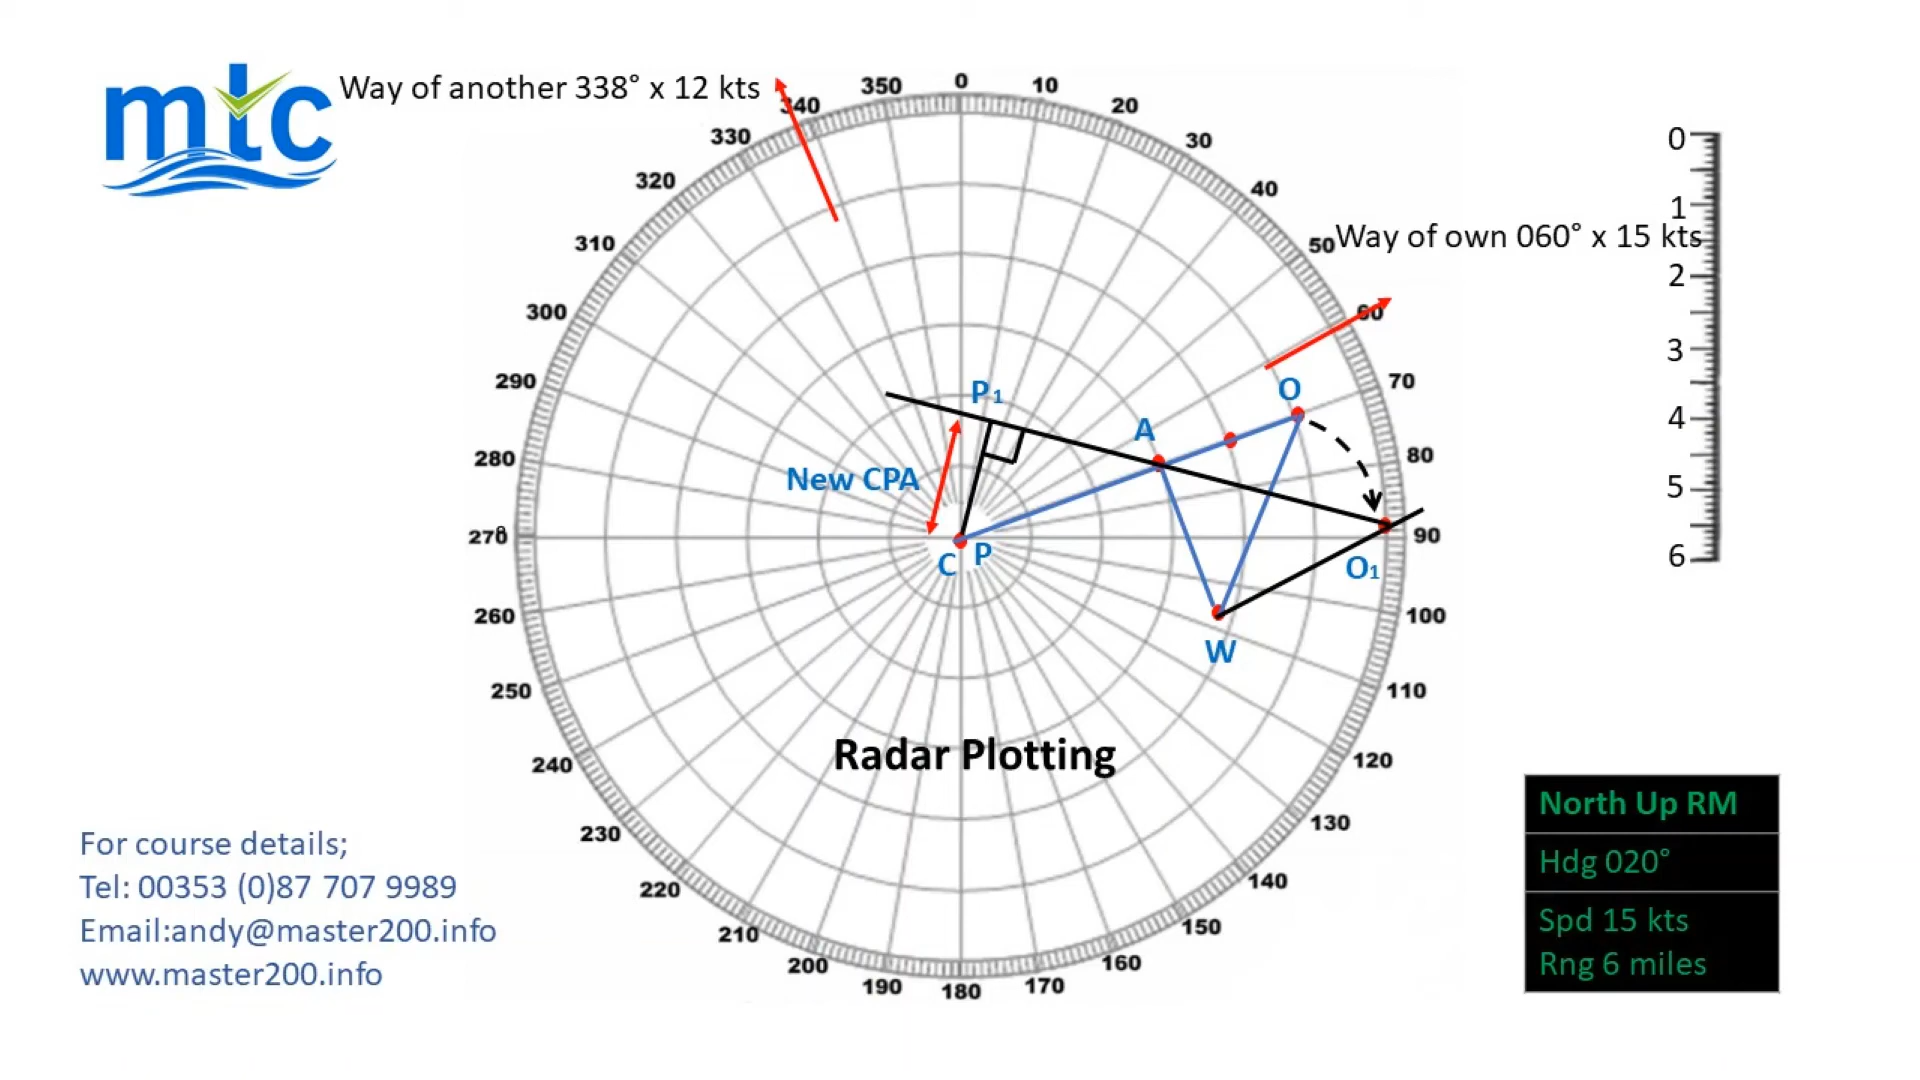 mtc
Way of another 338° x 12 kts
Way of own 060° x 15 kts
0
10
20
30
40
50
60
70
80
90
100
110
120
130
140
150
160
170
180
190
200
210
220
230
240
250
260
270
280
290
300
310
320
330
340
350
0
1
2
3
4
5
6
P1
O
A
New CPA
C
P
O1
W
Radar Plotting
For course details;
Tel: 00353 (0)87 707 9989
Email:andy@master200.info
www.master200.info
North Up RM
Hdg 020°
Spd 15 kts
Rng 6 miles